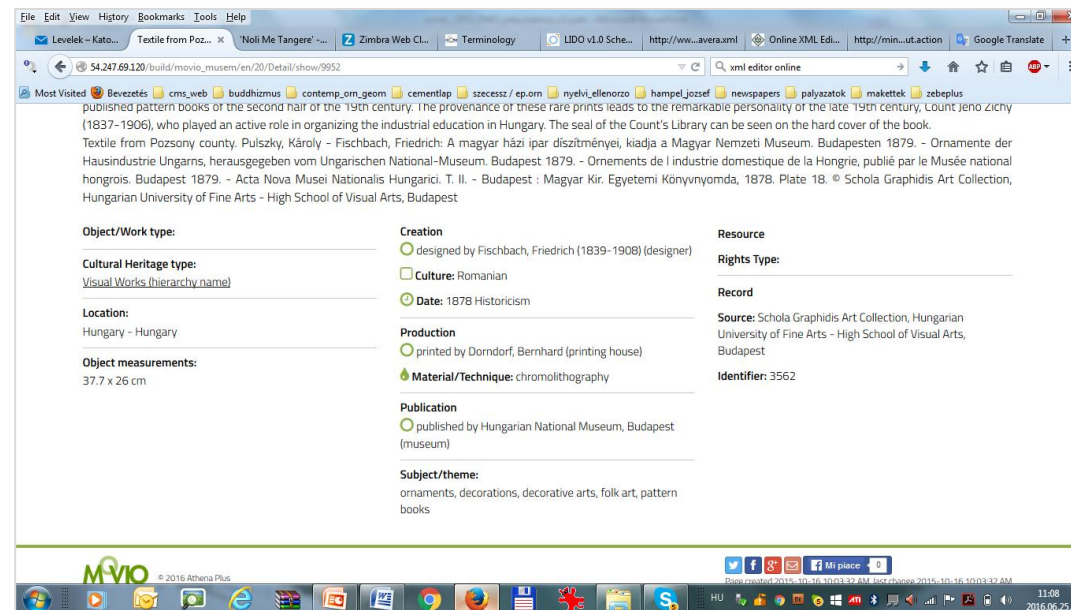 File Edit View History Bookmarks Tools Help
Levelek – Kato... Textile from Poz... × 'Noli Me Tangere' -... Zimbra Web Cl... Terminology LIDO v1.0 Sche... http://ww...avera.xml Online XML Edi... http://min...ut.action Google Translate +
54.247.69.120/build/movio_musem/en/20/Detail/show/9952 xml editor online
Most Visited Bevezetés cms_web buddhizmus contemp_orn_geom cementlap szecessz / ep.orn nyelvi_ellenorzo hampel_jozsef newspapers palyazatok makettek zebeplus
published pattern books of the second half of the 19th century. The provenance of these rare prints leads to the remarkable personality of the late 19th century, Count Jenő Zichy
(1837-1906), who played an active role in organizing the industrial education in Hungary. The seal of the Count's Library can be seen on the hard cover of the book.
Textile from Pozsony county. Pulszky, Károly - Fischbach, Friedrich: A magyar házi ipar díszítményei, kiadja a Magyar Nemzeti Museum. Budapesten 1879. - Ornamente der
Hausindustrie Ungarns, herausgegeben vom Ungarischen National-Museum. Budapest 1879. - Ornements de l industrie domestique de la Hongrie, publié par le Musée national
hongrois. Budapest 1879. - Acta Nova Musei Nationalis Hungarici. T. II. - Budapest : Magyar Kir. Egyetemi Könyvnyomda, 1878. Plate 18. © Schola Graphidis Art Collection,
Hungarian University of Fine Arts - High School of Visual Arts, Budapest
Object/Work type:
Cultural Heritage type:
Visual Works (hierarchy name)
Location:
Hungary - Hungary
Object measurements:
37.7 x 26 cm
Creation
designed by Fischbach, Friedrich (1839-1908) (designer)
Culture: Romanian
Date: 1878 Historicism
Production
printed by Dorndorf, Bernhard (printing house)
Material/Technique: chromolithography
Publication
published by Hungarian National Museum, Budapest
(museum)
Subject/theme:
ornaments, decorations, decorative arts, folk art, pattern
books
Resource
Rights Type:
Record
Source: Schola Graphidis Art Collection, Hungarian
University of Fine Arts - High School of Visual Arts,
Budapest
Identifier: 3562
MOVIO © 2016 Athena Plus
Mi piace 0
Page created 2015-10-16 10:03:32 AM, last change 2015-10-16 10:03:32 AM
HU 11:08
2016.06.25